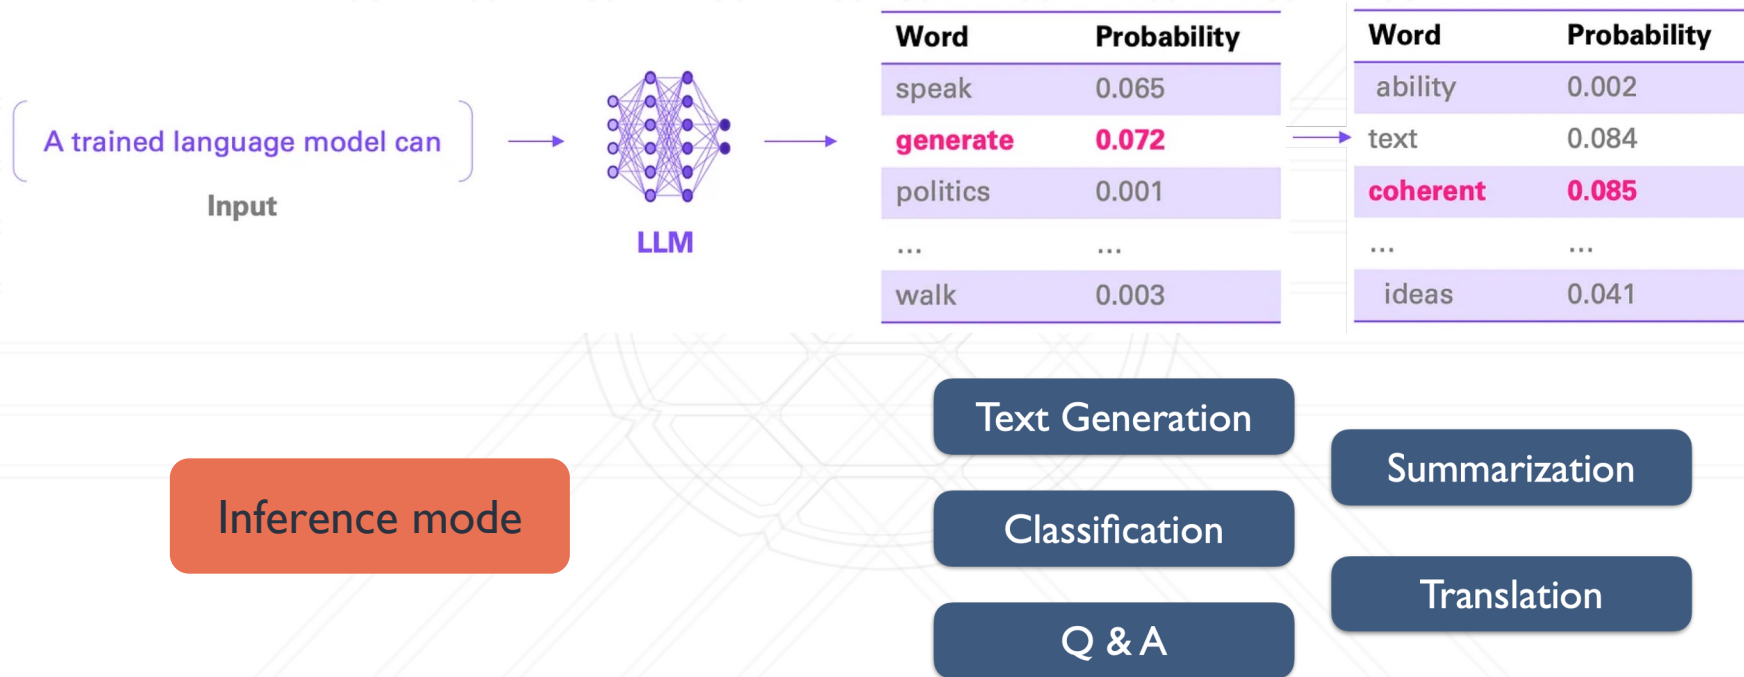 A trained language model can
Input
LLM
Word Probability
speak 0.065
generate 0.072
politics 0.001
... ...
walk 0.003
Word Probability
ability 0.002
text 0.084
coherent 0.085
... ...
ideas 0.041
Inference mode
Text Generation
Summarization
Classification
Translation
Q & A